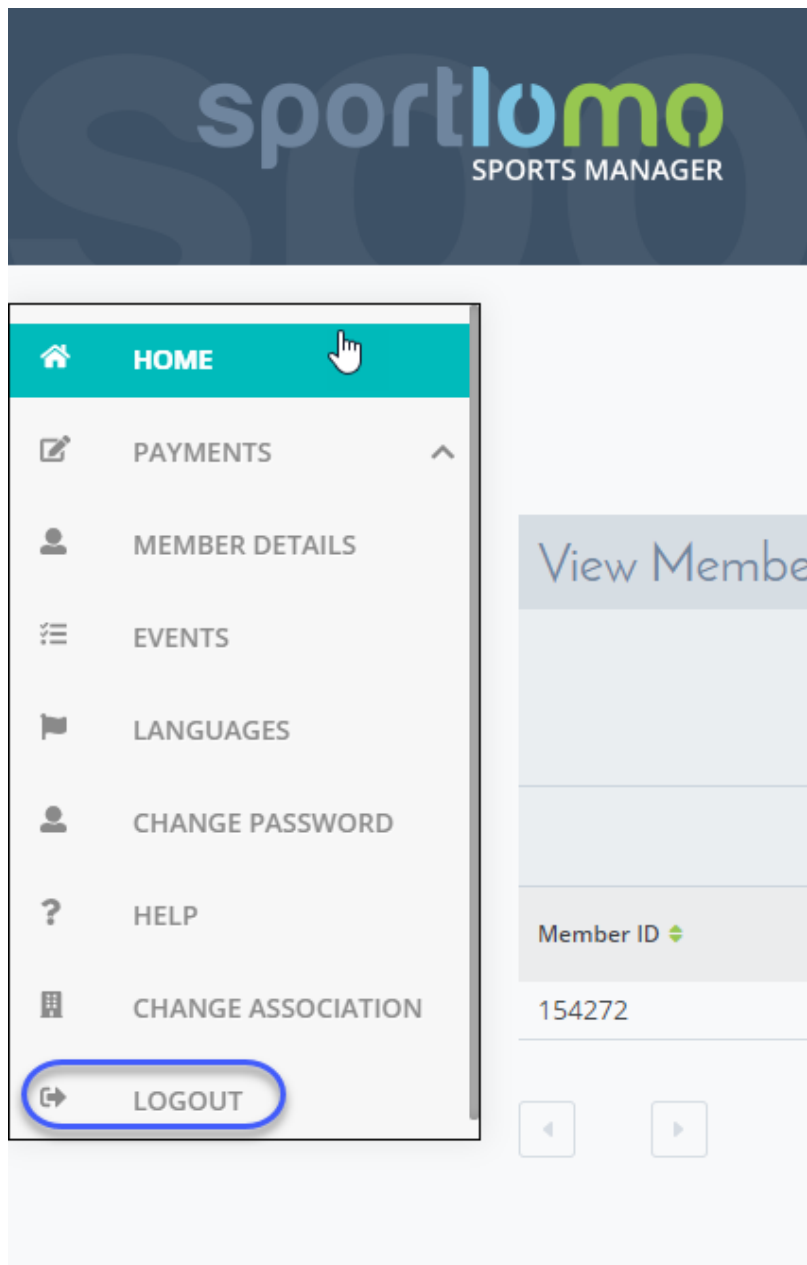 sportlomo
SPORTS MANAGER
HOME
PAYMENTS
MEMBER DETAILS
EVENTS
LANGUAGES
CHANGE PASSWORD
HELP
CHANGE ASSOCIATION
LOGOUT
View Membe
Member ID
154272